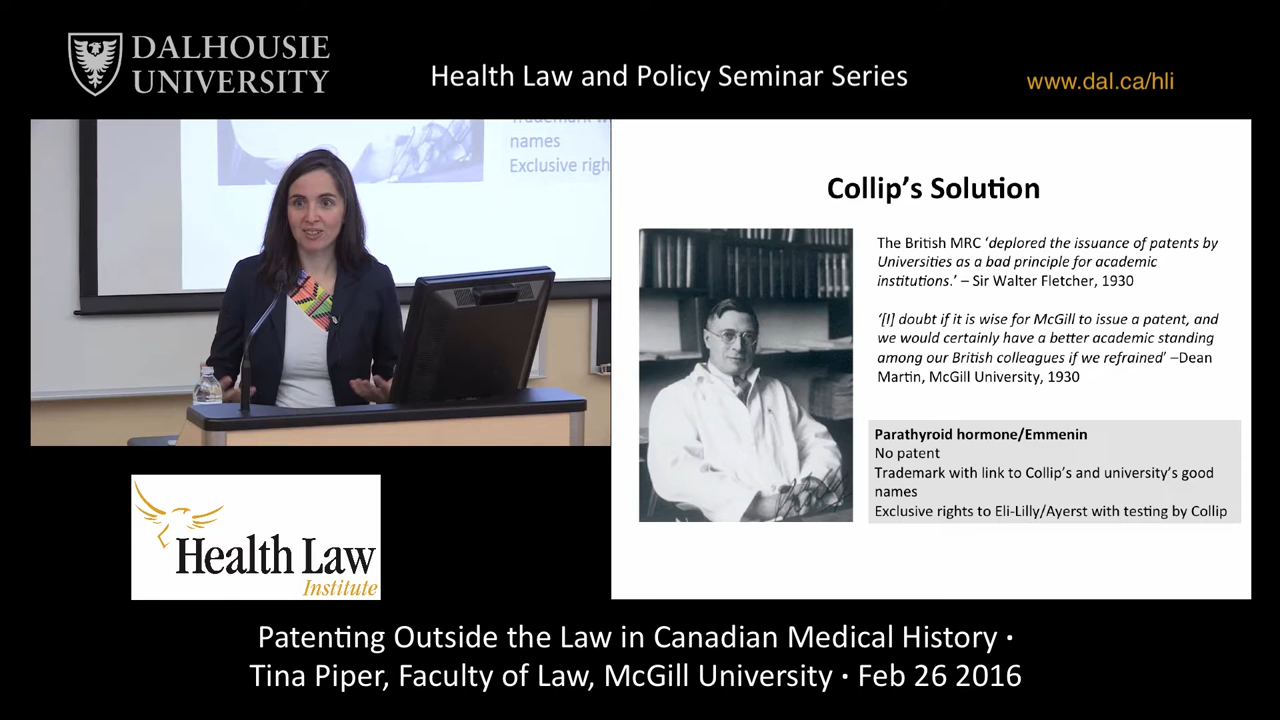 DALHOUSIE
UNIVERSITY
Health Law and Policy Seminar Series
www.dal.ca/hli
names
Exclusive righ
Collip's Solution
The British MRC 'deplored the issuance of patents by
Universities as a bad principle for academic
institutions.' – Sir Walter Fletcher, 1930
'[I] doubt if it is wise for McGill to issue a patent, and
we would certainly have a better academic standing
among our British colleagues if we refrained' –Dean
Martin, McGill University, 1930
Parathyroid hormone/Emmenin
No patent
Trademark with link to Collip's and university's good
names
Exclusive rights to Eli-Lilly/Ayerst with testing by Collip
Health Law
Institute
Patenting Outside the Law in Canadian Medical History ·
Tina Piper, Faculty of Law, McGill University · Feb 26 2016